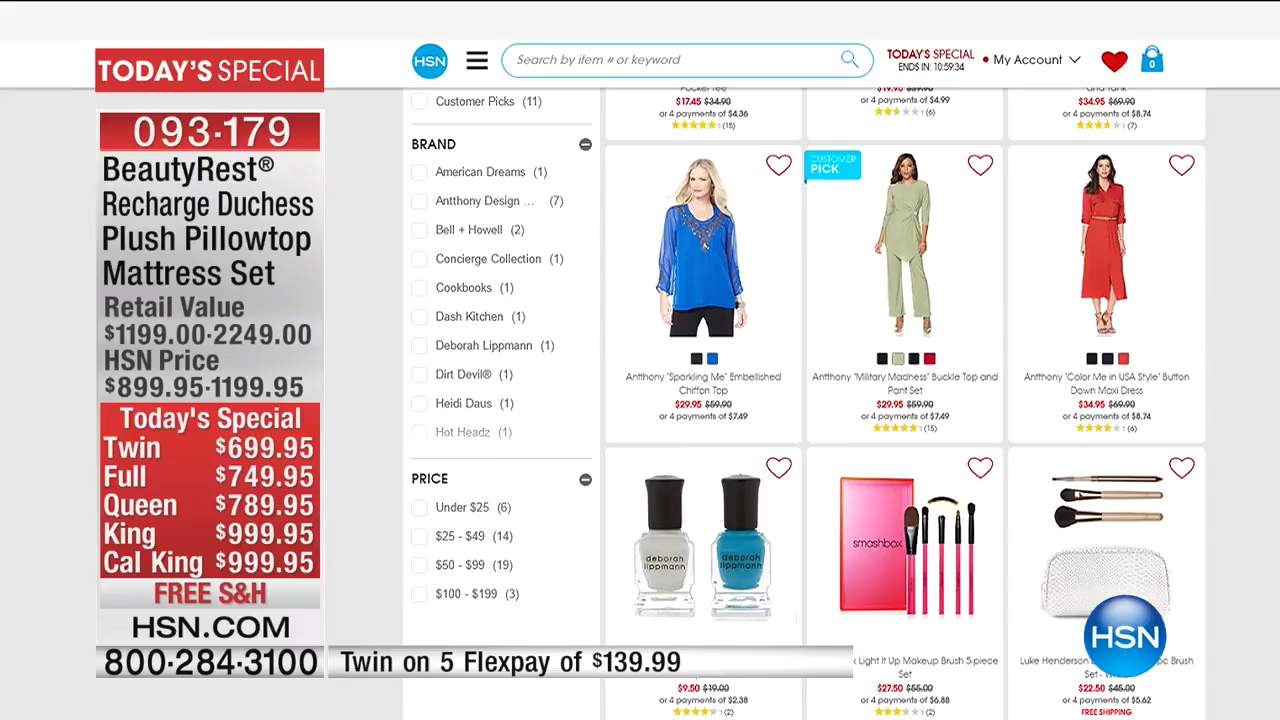 TODAY'S SPECIAL
093-179
BeautyRest®
Recharge Duchess
Plush Pillowtop
Mattress Set
Retail Value
$1199.00-2249.00
HSN Price
$899.95-1199.95
Today's Special
Twin $699.95
Full $749.95
Queen $789.95
King $999.95
Cal King $999.95
FREE S&H
HSN.COM
800-284-3100
Twin on 5 Flexpay of $139.99
HSN
Search by item # or keyword
TODAY'S SPECIAL
ENDS IN: 10:59:34
My Account
0
Customer Picks (11)
BRAND
American Dreams (1)
Antthony Design ... (7)
Bell + Howell (2)
Concierge Collection (1)
Cookbooks (1)
Dash Kitchen (1)
Deborah Lippmann (1)
Dirt Devil® (1)
Heidi Daus (1)
Hot Headz (1)
PRICE
Under $25 (6)
$25 - $49 (14)
$50 - $99 (19)
$100 - $199 (3)
$17.45 $34.90
or 4 payments of $4.36
(15)
or 4 payments of $4.99
(6)
$34.95 $69.90
or 4 payments of $8.74
(7)
Antthony "Sparkling Me" Embellished
Chiffon Top
$29.95 $59.90
or 4 payments of $7.49
CUSTOMER
PICK
Antthony "Military Madness" Buckle Top and
Pant Set
$29.95 $59.90
or 4 payments of $7.49
(15)
Antthony "Color Me in USA Style" Button
Down Maxi Dress
$34.95 $69.90
or 4 payments of $8.74
(6)
deborah
lippmann
deborah
lippmann
$9.50 $19.00
or 4 payments of $2.38
(2)
smashbox
Light It Up Makeup Brush 5-piece
Set
$27.50 $55.00
or 4 payments of $6.88
(2)
Luke Henderson
Brush
Set -
$22.50 $45.00
or 4 payments of $5.62
FREE SHIPPING
HSN